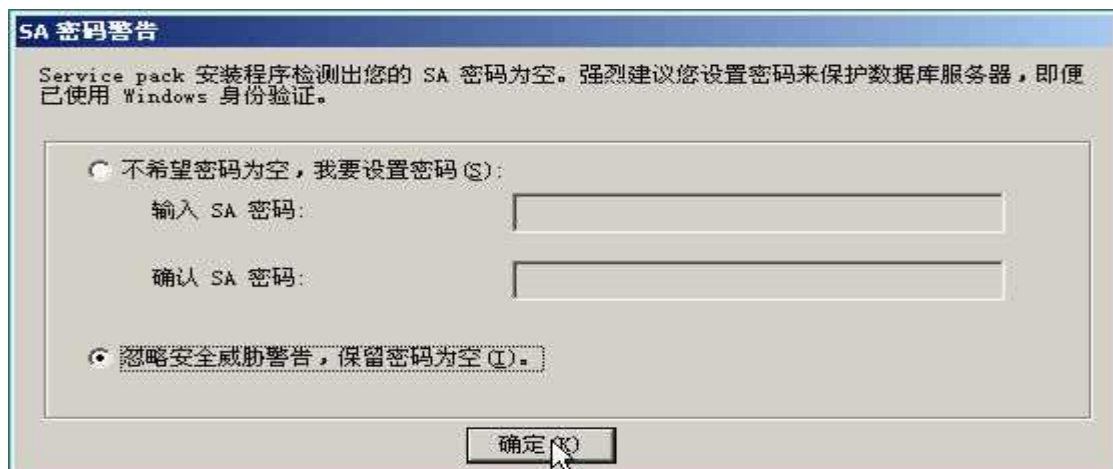 SA 密码警告
Service pack 安装程序检测出您的 SA 密码为空。强烈建议您设置密码来保护数据库服务器，即便
已使用 Windows 身份验证。
不希望密码为空，我要设置密码(S):
输入 SA 密码:
确认 SA 密码:
忽略安全威胁警告，保留密码为空(I)。
确定(K)